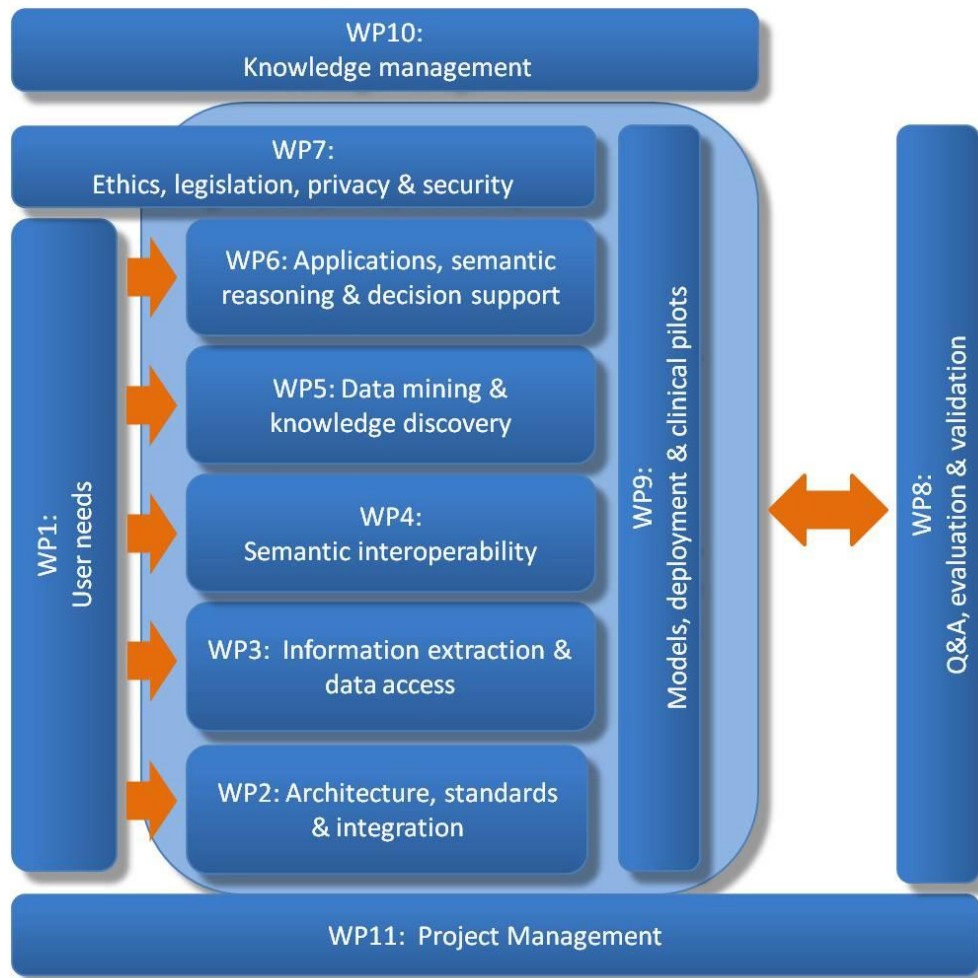 WP10:
Knowledge management
WP7:
Ethics, legislation, privacy & security
WP1:
User needs
WP6: Applications, semantic
reasoning & decision support
WP5: Data mining &
knowledge discovery
WP4:
Semantic interoperability
WP3:  Information extraction &
data access
WP2: Architecture, standards
& integration
WP9:
Models, deployment & clinical pilots
WP8:
Q&A, evaluation & validation
WP11:  Project Management